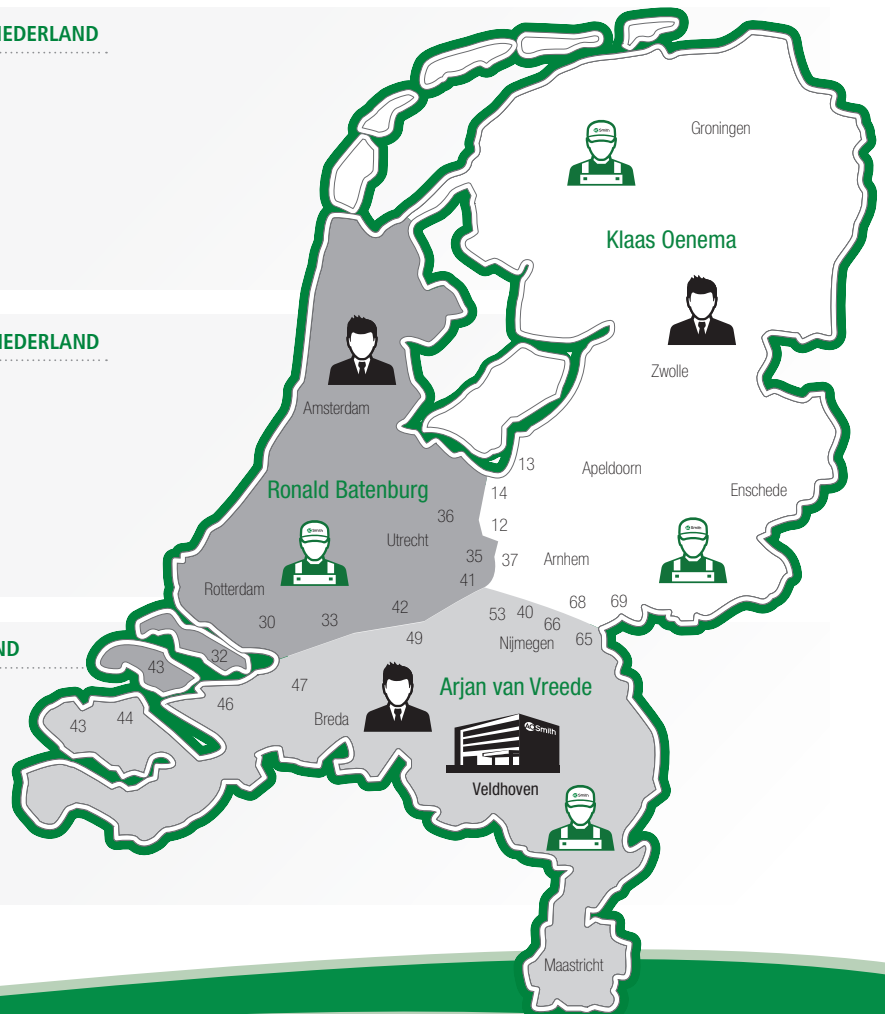 NEDERLAND
Groningen
Klaas Oenema
NEDERLAND
Zwolle
Amsterdam
13
Apeldoorn
Ronald Batenburg
14
Enschede
36
12
Utrecht
35
37
Arnhem
41
Rotterdam
42
53
40
68
69
30
33
66
49
Nijmegen
65
ND
32
43
47
Arjan van Vreede
46
43
44
Breda
AO Smith
Veldhoven
Maastricht